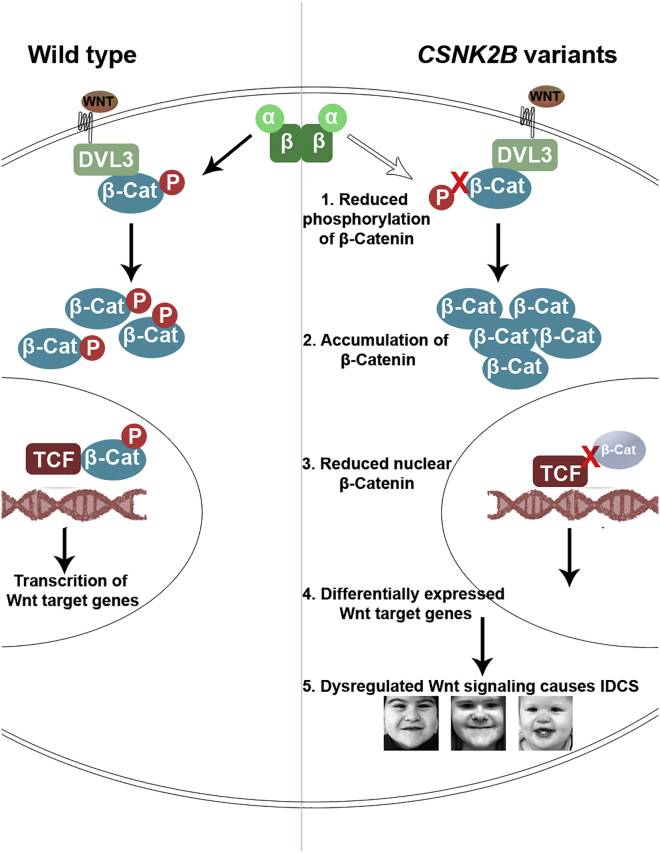 Wild type
CSNK2B variants
WNT
WNT
α
α
β
β
DVL3
β-Cat
P
DVL3
P
X
β-Cat
1. Reduced
phosphorylation
of β-Catenin
β-Cat
P
P
β-Cat
β-Cat
P
β-Cat
β-Cat
β-Cat
β-Cat
β-Cat
2. Accumulation of
β-Catenin
P
TCF
β-Cat
X
β-Cat
TCF
3. Reduced nuclear
β-Catenin
Transcrition of
Wnt target genes
4. Differentially expressed
Wnt target genes
5. Dysregulated Wnt signaling causes IDCS